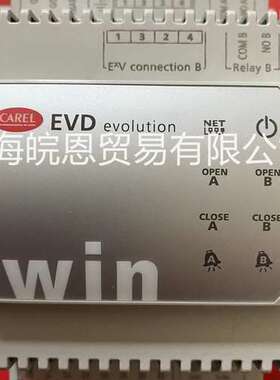 1 3 2 4
COM B
NO B
EXV connection B
Relay B
CAREL
EVD evolution
NET
海皖恩贸易有限公
OPEN A
OPEN B
CLOSE A
CLOSE B
A
B
win